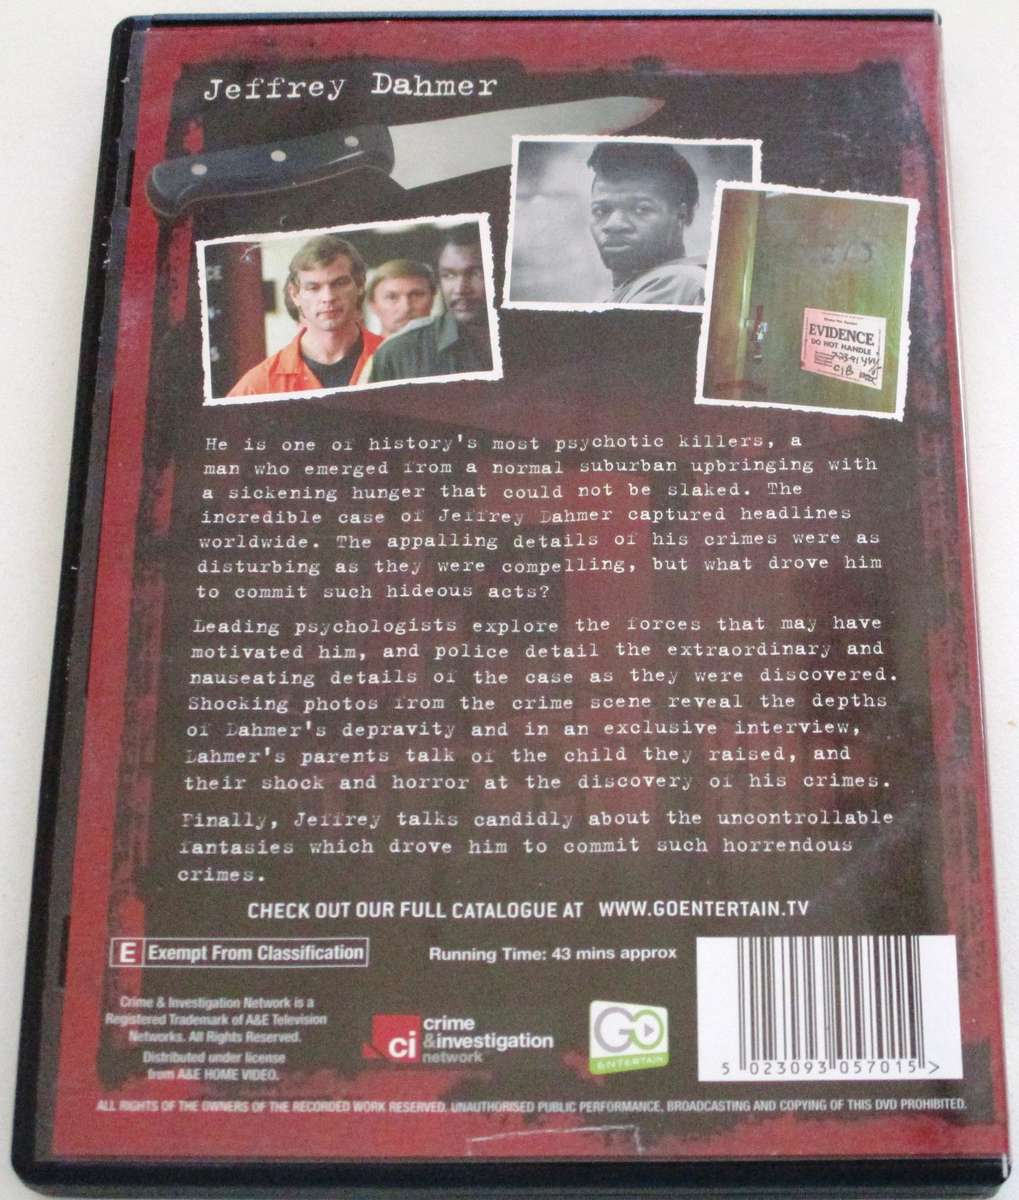 Jeffrey Dahmer
213
EVIDENCE
DO NOT HANDLE
CIB
He is one of history's most psychotic killers, a
man who emerged from a normal suburban upbringing with
a sickening hunger that could not be slaked. The
incredible case of Jeffrey Dahmer captured headlines
worldwide. The appalling details of his crimes were as
disturbing as they were compelling, but what drove him
to commit such hideous acts?
Leading psychologists explore the forces that may have
motivated him, and police detail the extraordinary and
nauseating details of the case as they were discovered.
Shocking photos from the crime scene reveal the depths
of Dahmer's depravity and in an exclusive interview,
Dahmer's parents talk of the child they raised, and
their shock and horror at the discovery of his crimes.
Finally, Jeffrey talks candidly about the uncontrollable
fantasies which drove him to commit such horrendous
crimes.
CHECK OUT OUR FULL CATALOGUE AT WWW.GOENTERTAIN.TV
E Exempt From Classification
Running Time: 43 mins approx
Crime & Investigation Network is a
Registered Trademark of A&E Television
Networks. All Rights Reserved.
Distributed under license
from A&E HOME VIDEO.
ci crime
&investigation
network
GO
ENTERTAIN
5 023093 057015 >
ALL RIGHTS OF THE OWNERS OF THE RECORDED WORK RESERVED. UNAUTHORISED PUBLIC PERFORMANCE, BROADCASTING AND COPYING OF THIS DVD PROHIBITED.